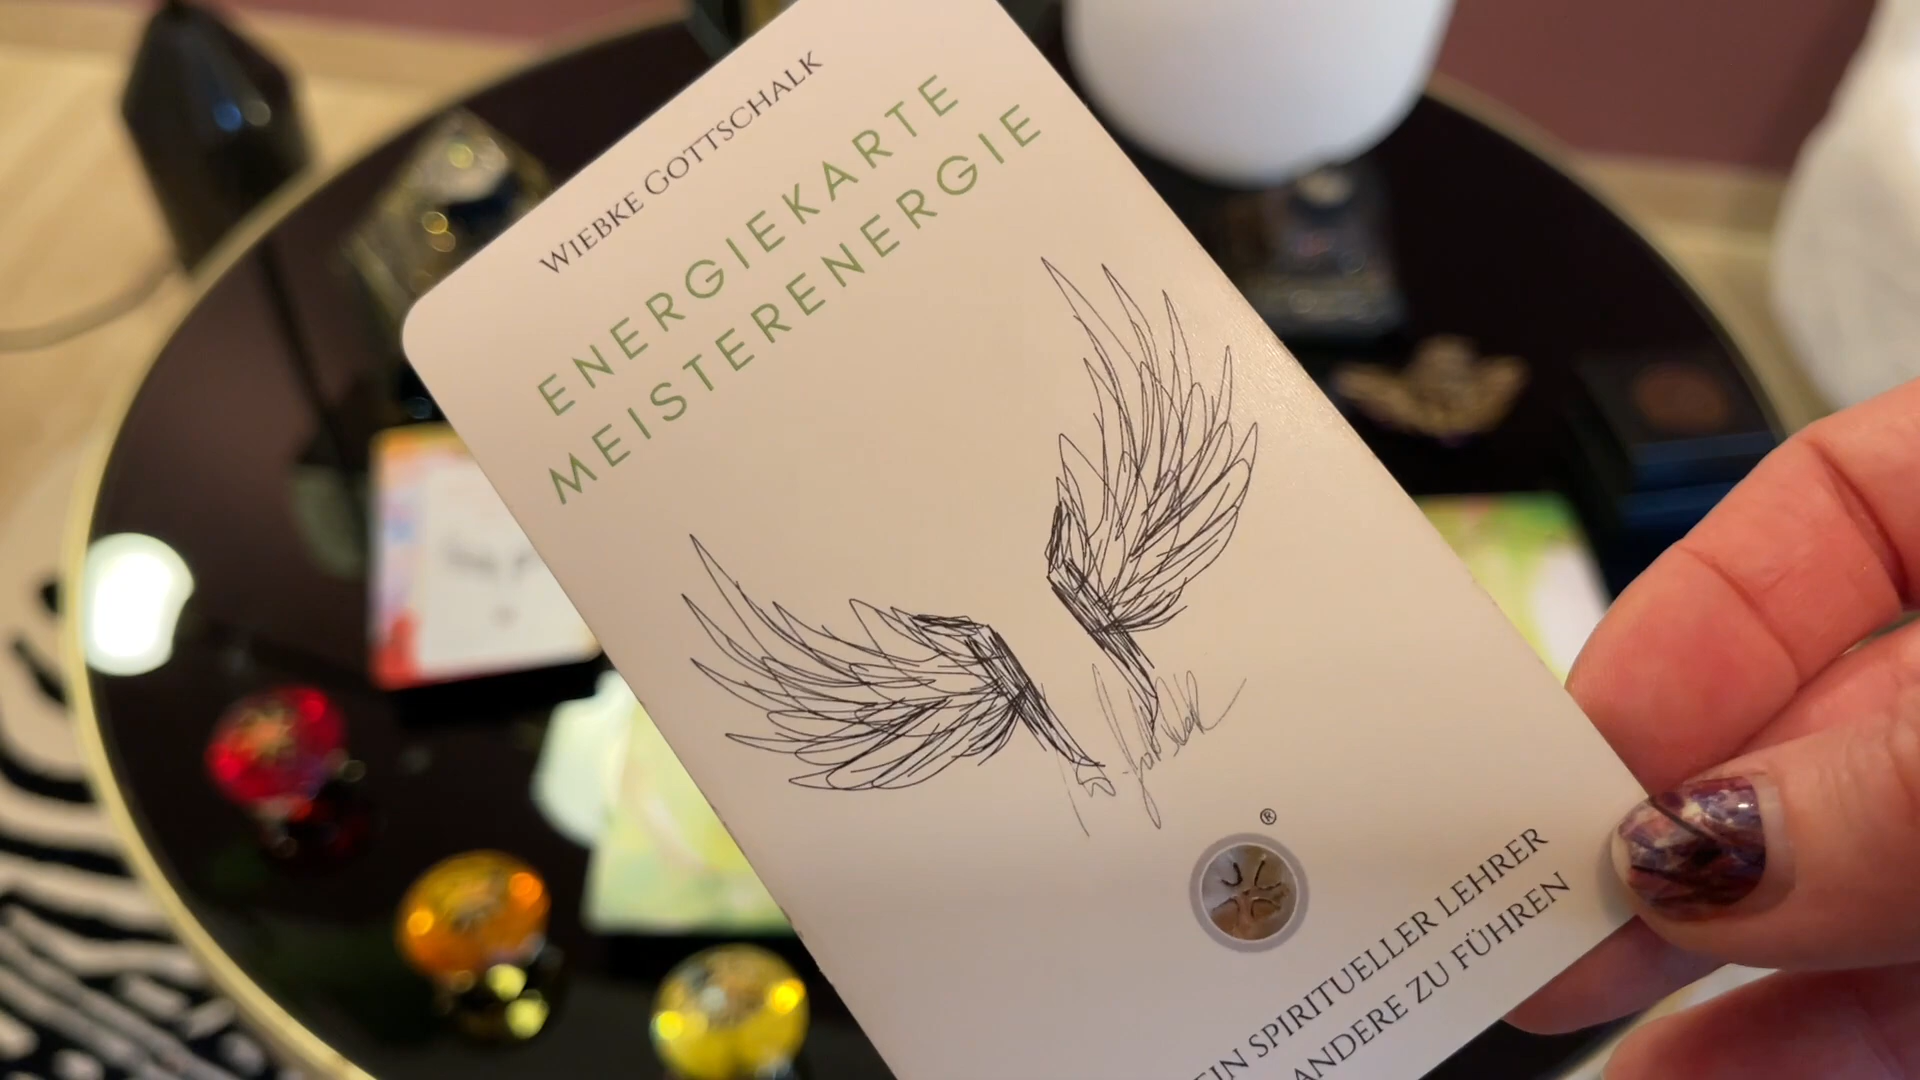 WIEBKE GOTTSCHALK
ENERGIEKARTE
MEISTERENERGIE
®
EIN SPIRITUELLER LEHRER
ANDERE ZU FÜHREN